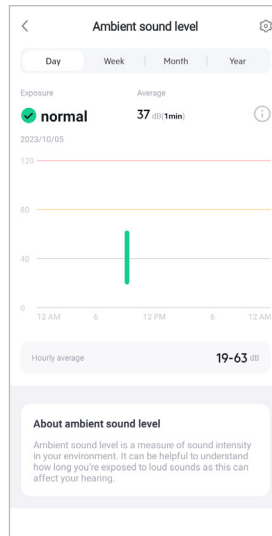 Ambient sound level
Day Week Month Year
Exposure Average
normal 37 dB(1min)
2023/10/05
120
80
40
0
12 AM 6 12 PM 6 12 AM
Hourly average 19-63 dB
About ambient sound level
Ambient sound level is a measure of sound intensity
in your environment. It can be helpful to understand
how long you're exposed to loud sounds as this can
affect your hearing.